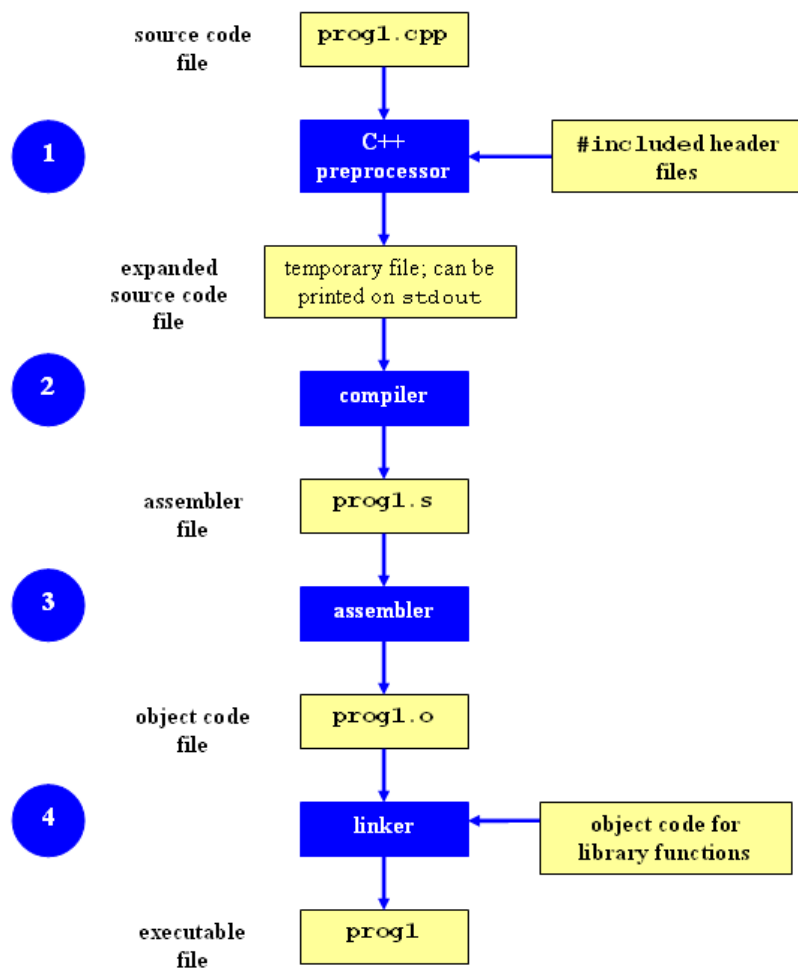 source code
file
prog1.cpp
1
C++
preprocessor
#included header
files
expanded
source code
file
temporary file; can be
printed on stdout
2
compiler
assembler
file
prog1.s
3
assembler
object code
file
prog1.o
4
linker
object code for
library functions
executable
file
prog1